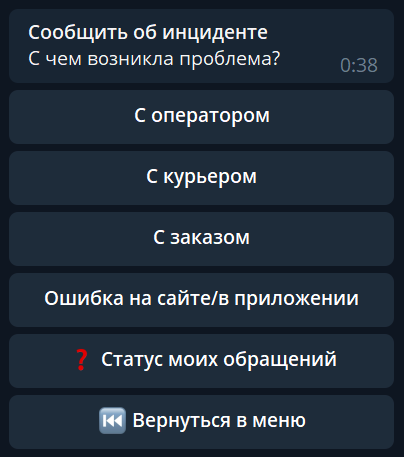 Сообщить об инциденте
С чем возникла проблема?
0:38
С оператором
С курьером
С заказом
Ошибка на сайте/в приложении
❓ Статус моих обращений
⏮ Вернуться в меню